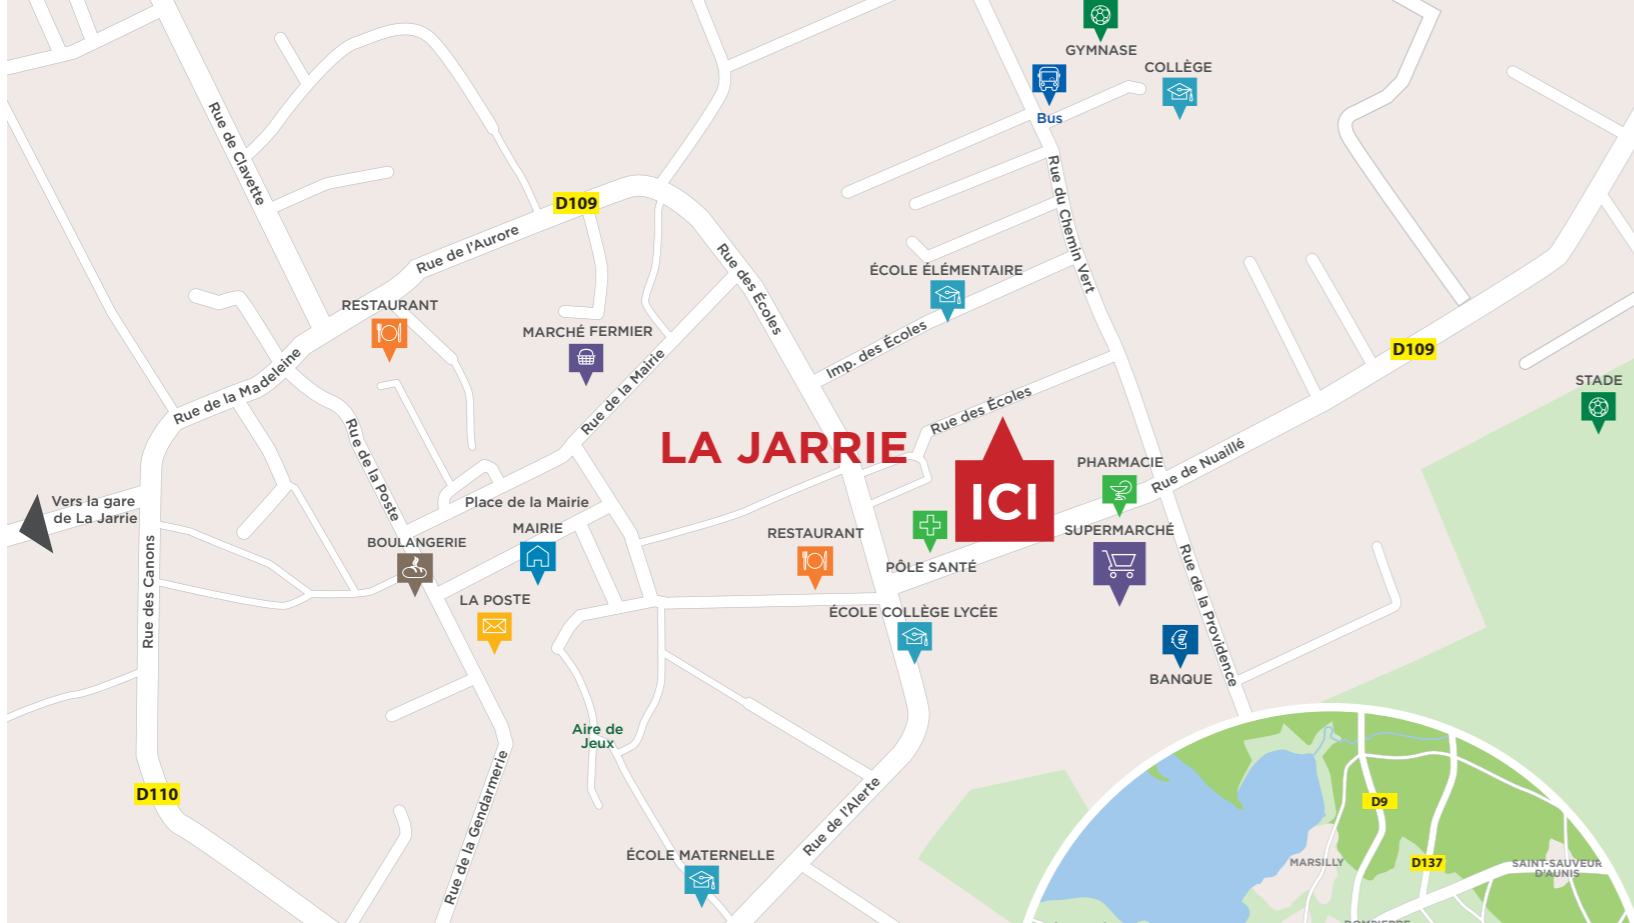 GYMNASE
COLLÈGE
Bus
Rue de Clavette
Rue du Chemin Vert
D109
Rue de l'Aurore
Rue des Écoles
ÉCOLE ÉLÉMENTAIRE
RESTAURANT
MARCHÉ FERMIER
Imp. des Écoles
D109
Rue de la Madeleine
Rue de la Mairie
STADE
Rue des Écoles
Rue de la Poste
LA JARRIE
ICI
PHARMACIE
Rue de Nuaillé
Vers la gare
de La Jarrie
Place de la Mairie
MAIRIE
BOULANGERIE
RESTAURANT
PÔLE SANTÉ
SUPERMARCHÉ
Rue des Canons
LA POSTE
ÉCOLE COLLÈGE LYCÉE
Rue de la Providence
BANQUE
Aire de
Jeux
D110
Rue de la Gendarmerie
Rue de l'Alerte
ÉCOLE MATERNELLE
D9
MARSILLY
D137
SAINT-SAUVEUR
D'AUNIS